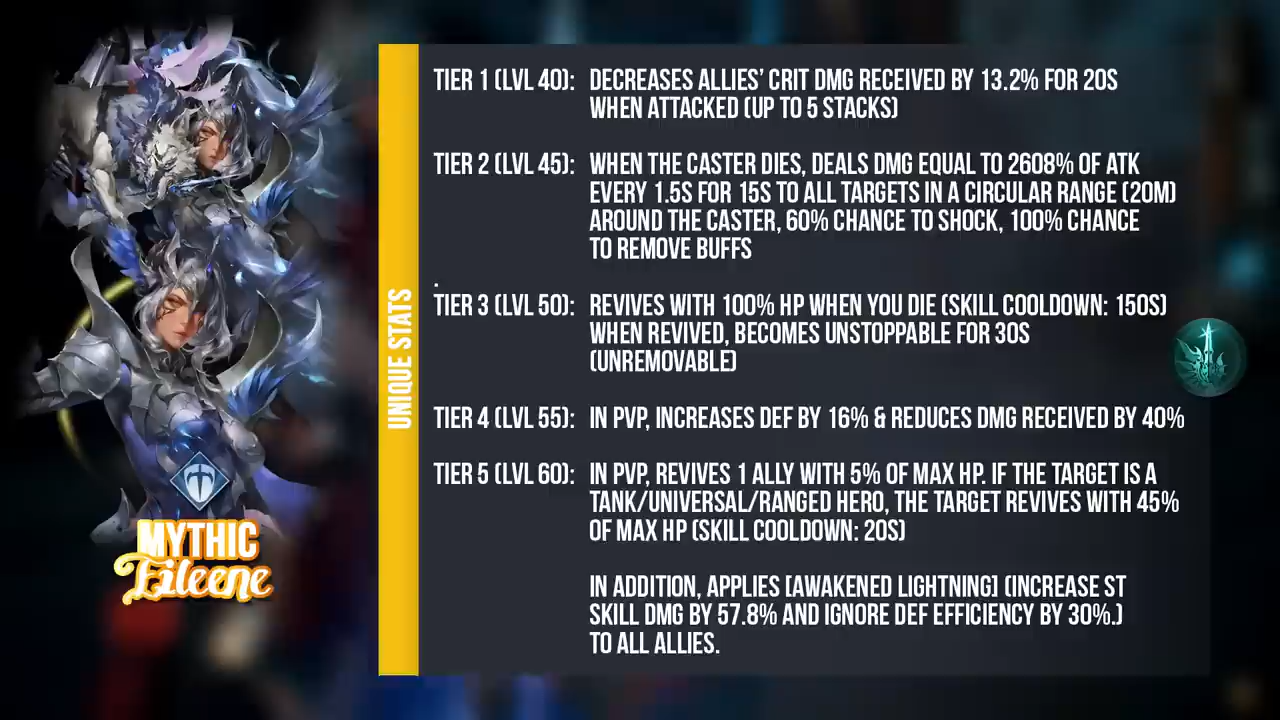 TIER 1 (LVL 40): DECREASES ALLIES' CRIT DMG RECEIVED BY 13.2% FOR 20S
WHEN ATTACKED (UP TO 5 STACKS)
TIER 2 (LVL 45): WHEN THE CASTER DIES, DEALS DMG EQUAL TO 2608% OF ATK
EVERY 1.5S FOR 15S TO ALL TARGETS IN A CIRCULAR RANGE (20M)
AROUND THE CASTER, 60% CHANCE TO SHOCK, 100% CHANCE
TO REMOVE BUFFS
.
TIER 3 (LVL 50): REVIVES WITH 100% HP WHEN YOU DIE (SKILL COOLDOWN: 150S)
WHEN REVIVED, BECOMES UNSTOPPABLE FOR 30S
(UNREMOVABLE)
TIER 4 (LVL 55): IN PVP, INCREASES DEF BY 16% & REDUCES DMG RECEIVED BY 40%
TIER 5 (LVL 60): IN PVP, REVIVES 1 ALLY WITH 5% OF MAX HP. IF THE TARGET IS A
TANK/UNIVERSAL/RANGED HERO, THE TARGET REVIVES WITH 45%
OF MAX HP (SKILL COOLDOWN: 20S)
IN ADDITION, APPLIES [AWAKENED LIGHTNING] (INCREASE ST
SKILL DMG BY 57.8% AND IGNORE DEF EFFICIENCY BY 30%.)
TO ALL ALLIES.
UNIQUE STATS
MYTHIC
Eileene